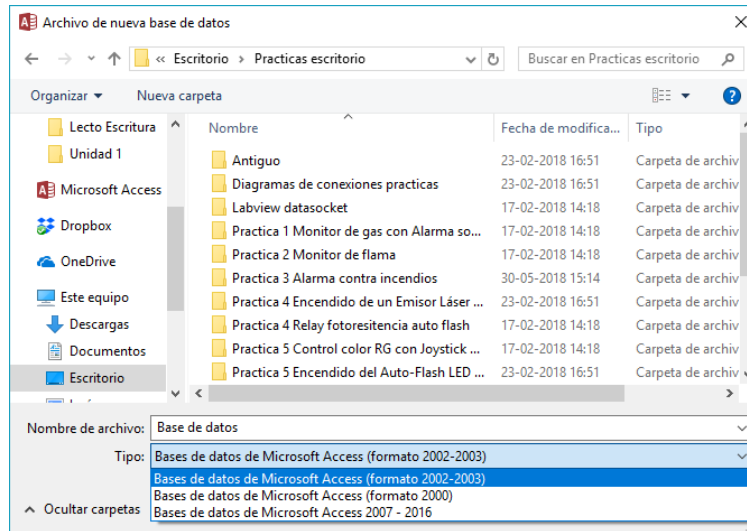 Archivo de nueva base de datos
« Escritorio > Practicas escritorio
Buscar en Practicas escritorio
Organizar
Nueva carpeta
Lecto Escritura
Unidad 1
Microsoft Access
Dropbox
OneDrive
Este equipo
Descargas
Documentos
Escritorio
Nombre Fecha de modifica... Tipo
Antiguo 23-02-2018 16:51 Carpeta de archiv
Diagramas de conexiones practicas 23-02-2018 16:51 Carpeta de archiv
Labview datasocket 17-02-2018 14:18 Carpeta de archiv
Practica 1 Monitor de gas con Alarma so... 17-02-2018 14:18 Carpeta de archiv
Practica 2 Monitor de flama 17-02-2018 14:18 Carpeta de archiv
Practica 3 Alarma contra incendios 30-05-2018 15:14 Carpeta de archiv
Practica 4 Encendido de un Emisor Láser ... 23-02-2018 16:51 Carpeta de archiv
Practica 4 Relay fotoresitencia auto flash 17-02-2018 14:18 Carpeta de archiv
Practica 5 Control color RG con Joystick ... 17-02-2018 14:18 Carpeta de archiv
Practica 5 Encendido del Auto-Flash LED ... 23-02-2018 16:51 Carpeta de archiv
Nombre de archivo: Base de datos
Tipo: Bases de datos de Microsoft Access (formato 2002-2003)
Bases de datos de Microsoft Access (formato 2002-2003)
Bases de datos de Microsoft Access (formato 2000)
Bases de datos de Microsoft Access 2007 - 2016
Ocultar carpetas